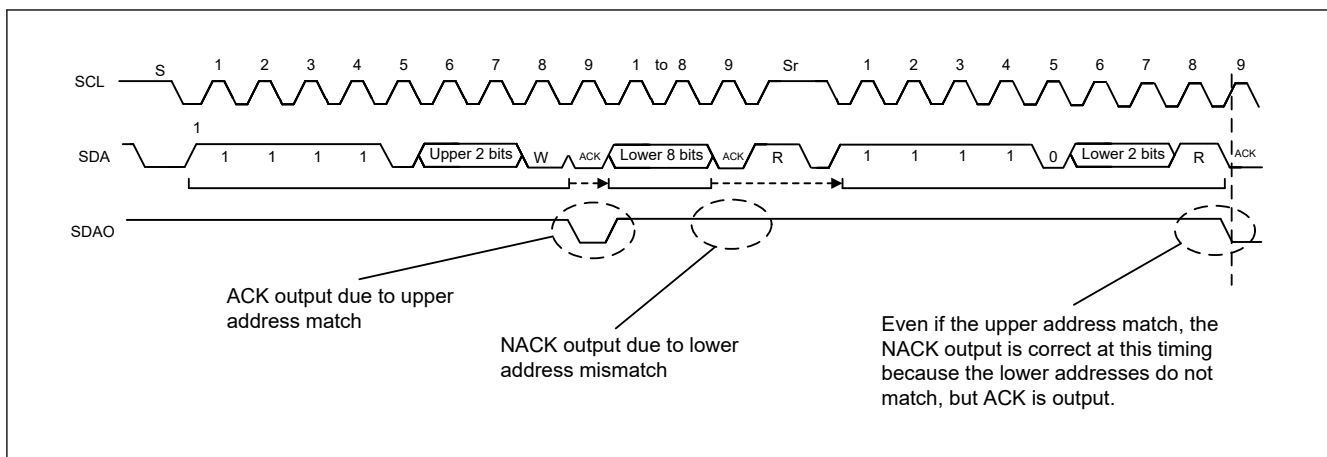 S 1 2 3 4 5 6 7 8 9 1 to 8 9 Sr 1 2 3 4 5 6 7 8 9
SCL
1
SDA 1 1 1 1 Upper 2 bits W ACK Lower 8 bits ACK R 1 1 1 1 0 Lower 2 bits R ACK
SDAO
ACK output due to upper
address match
NACK output due to lower
address mismatch
Even if the upper address match, the
NACK output is correct at this timing
because the lower addresses do not
match, but ACK is output.